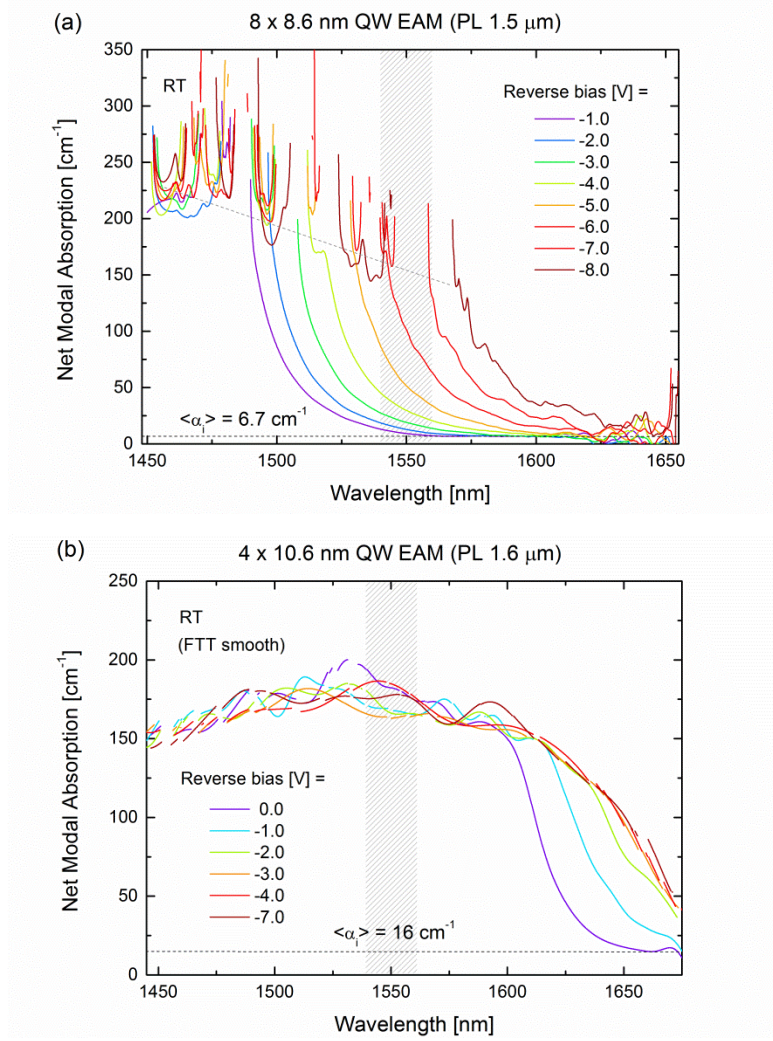 (a) 8 x 8.6 nm QW EAM (PL 1.5 μm)
350
300
250
200
150
100
50
0
Net Modal Absorption [cm⁻¹]
RT
Reverse bias [V] =
-1.0
-2.0
-3.0
-4.0
-5.0
-6.0
-7.0
-8.0
<αᵢ> = 6.7 cm⁻¹
1450 1500 1550 1600 1650
Wavelength [nm]
(b) 4 x 10.6 nm QW EAM (PL 1.6 μm)
250
200
150
100
50
0
Net Modal Absorption [cm⁻¹]
RT
(FTT smooth)
Reverse bias [V] =
0.0
-1.0
-2.0
-3.0
-4.0
-7.0
<αᵢ> = 16 cm⁻¹
1450 1500 1550 1600 1650
Wavelength [nm]